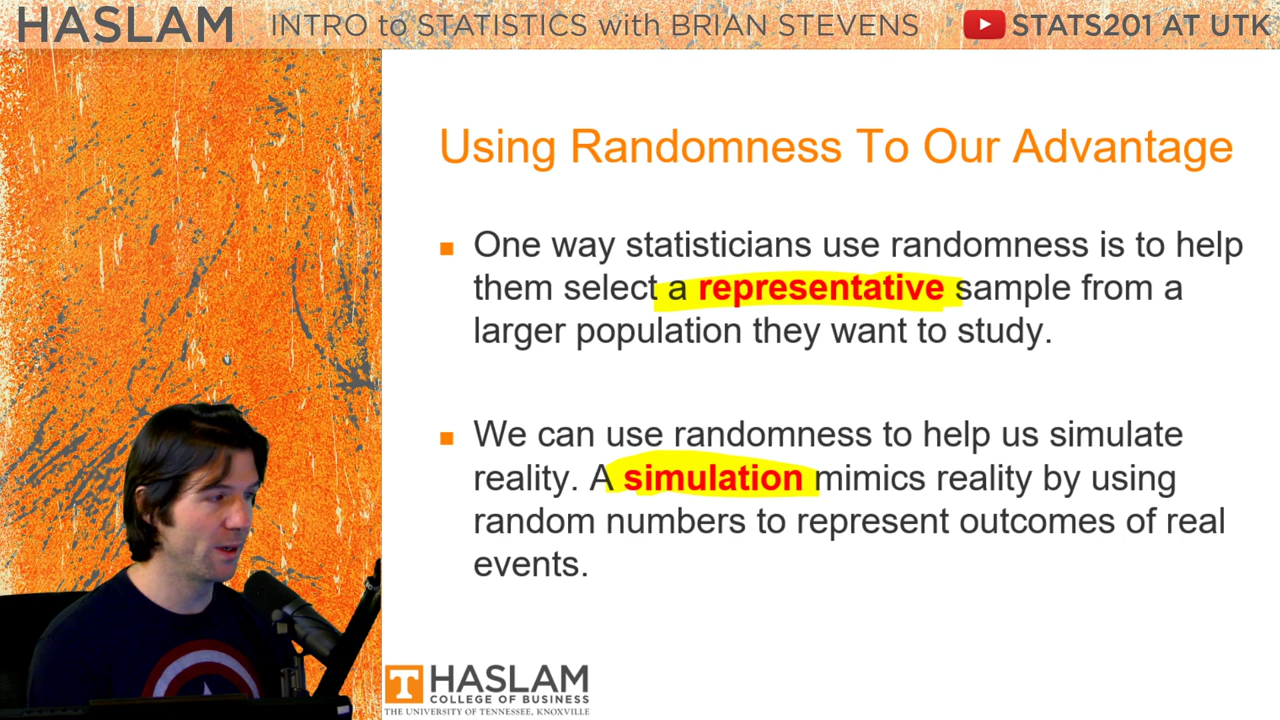 HASLAM INTRO to STATISTICS with BRIAN STEVENS STATS201 AT UTK
Using Randomness To Our Advantage
One way statisticians use randomness is to help
them select a representative sample from a
larger population they want to study.
We can use randomness to help us simulate
reality. A simulation mimics reality by using
random numbers to represent outcomes of real
events.
T HASLAM
COLLEGE OF BUSINESS
THE UNIVERSITY OF TENNESSEE, KNOXVILLE